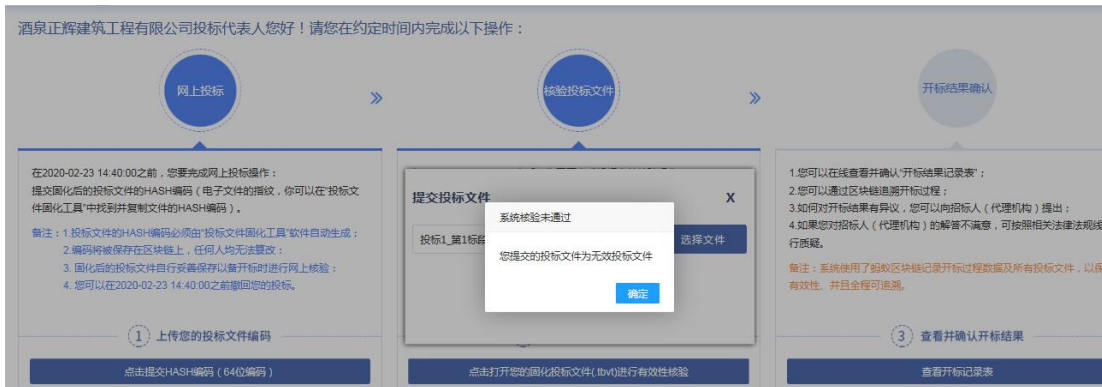 酒泉正辉建筑工程有限公司投标代表人您好！请您在约定时间内完成以下操作：
网上投标
核验投标文件
开标结果确认
在2020-02-23 14:40:00之前，您要完成网上投标操作：
提交固化后的投标文件的HASH编码（电子文件的指纹，你可以在“投标文
件固化工具”中找到并复制文件的HASH编码）。
备注：1.投标文件的HASH编码必须由“投标文件固化工具”软件自动生成；
2.编码将被保存在区块链上，任何人均无法篡改；
3. 固化后的投标文件自行妥善保存以备开标时进行网上核验；
4. 您可以在2020-02-23 14:40:00之前撤回您的投标。
1 上传您的投标文件编码
点击提交HASH编码（64位编码）
提交投标文件
X
投标1_第1标段
选择文件
系统核验未通过
您提交的投标文件为无效投标文件
确定
点击打开您的固化投标文件(.tbvt)进行有效性核验
1.您可以在线查看并确认“开标结果记录表”；
2.您可以通过区块链追溯开标过程；
3.如何对开标结果有异议，您可以向招标人（代理机构）提出；
4.如果您对招标人（代理机构）的解答不满意，可按照相关法律法规线
行质疑。
备注：系统使用了蚂蚁区块链记录开标过程数据及所有投标文件，以保
有效性、并且全程可追溯。
3 查看并确认开标结果
查看开标记录表